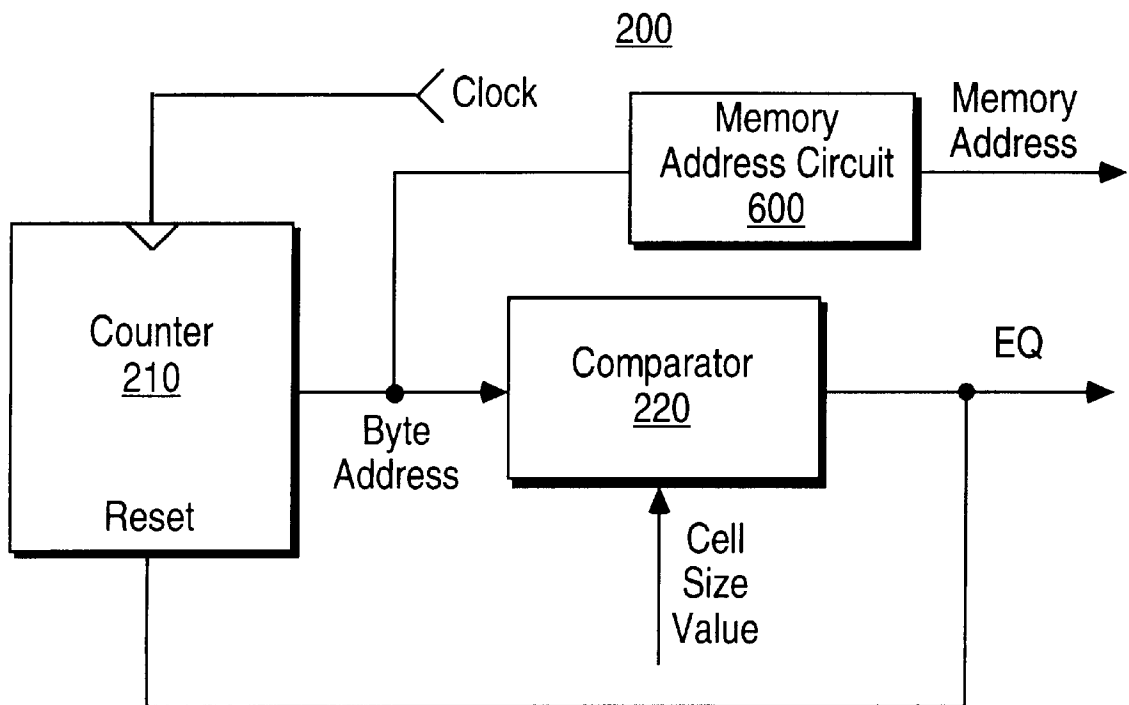 200
Clock
Memory
Address Circuit
600
Memory
Address
Counter
210
Reset
Byte
Address
Comparator
220
EQ
Cell
Size
Value